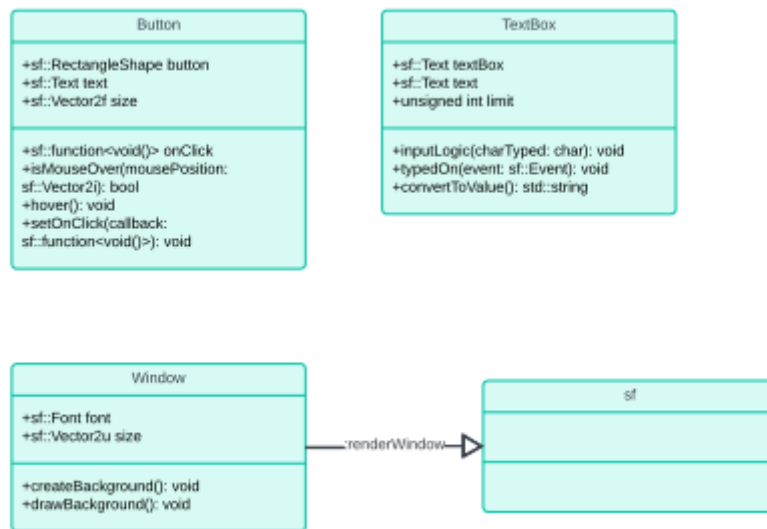 Button
+sf::RectangleShape button
+sf::Text text
+sf::Vector2f size
+sf::function<void()> onClick
+isMouseOver(mousePosition:
sf::Vector2i): bool
+hover(): void
+setOnClick(callback:
sf::function<void()>): void
TextBox
+sf::Text textBox
+sf::Text text
+unsigned int limit
+inputLogic(charTyped: char): void
+typedOn(event: sf::Event): void
+convertToValue(): std::string
Window
+sf::Font font
+sf::Vector2u size
+createBackground(): void
+drawBackground(): void
:renderWindow
sf